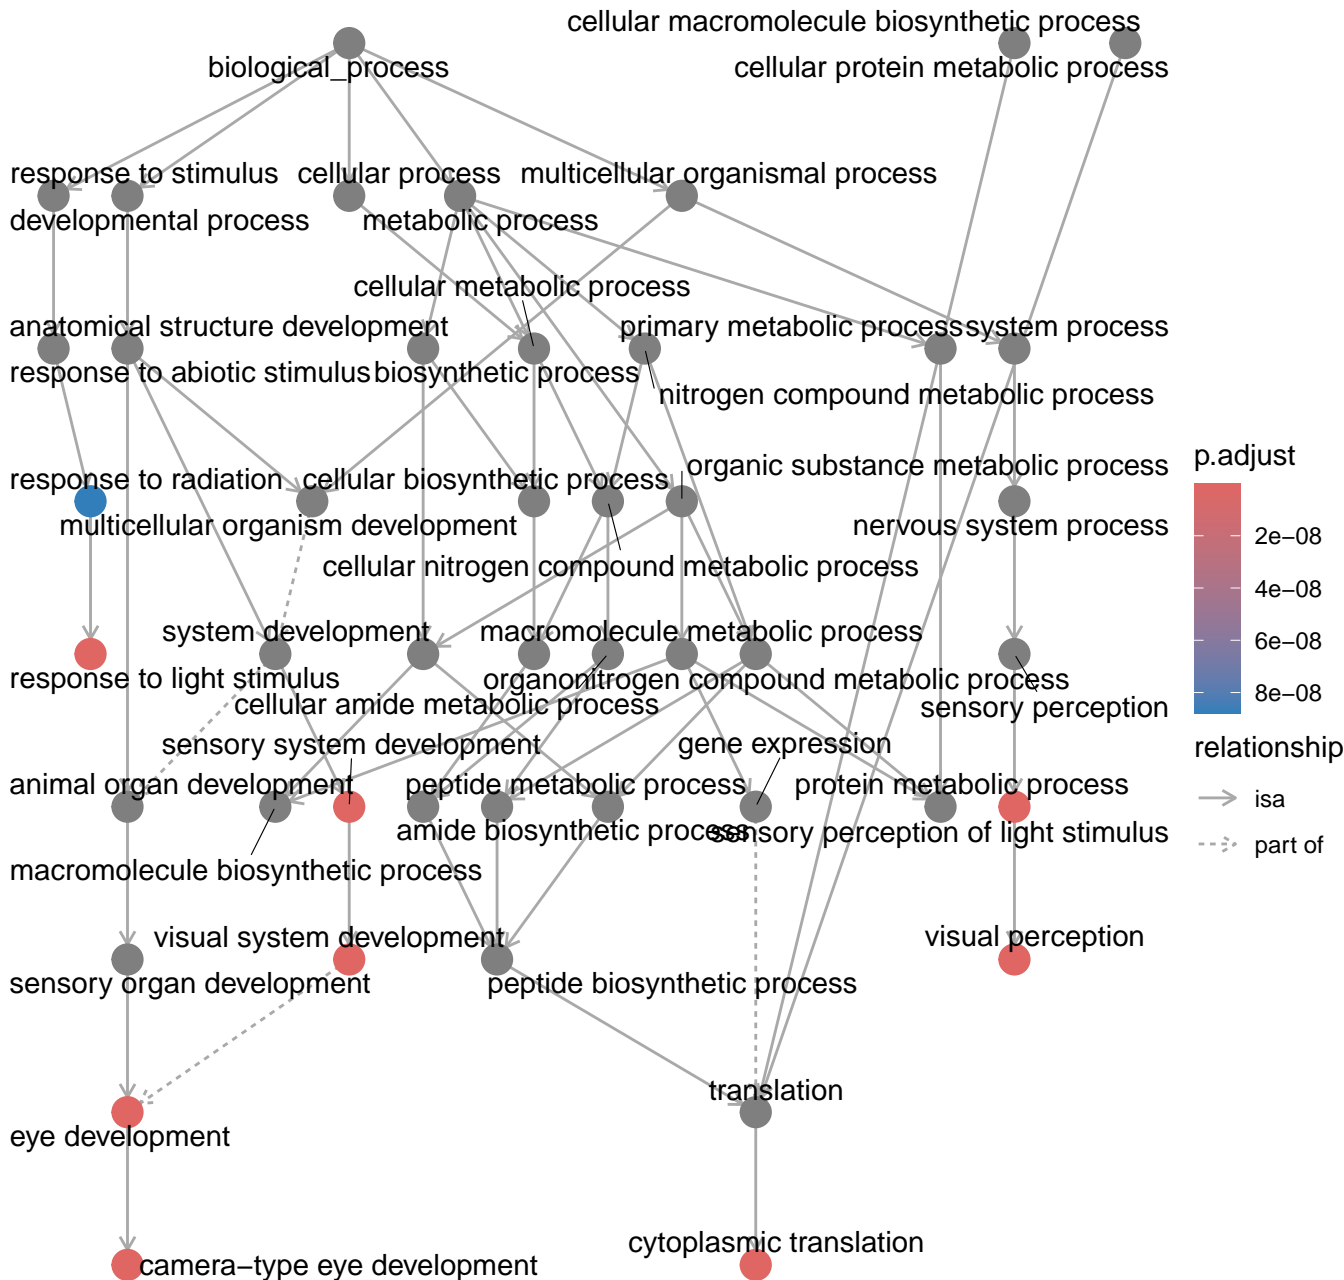 cellular macromolecule biosynthetic process
biological_process
cellular protein metabolic process
response to stimulus
cellular process
multicellular organismal process
developmental process
metabolic process
cellular metabolic process
anatomical structure development
primary metabolic process
system process
response to abiotic stimulus
biosynthetic process
nitrogen compound metabolic process
response to radiation
cellular biosynthetic process
organic substance metabolic process
multicellular organism development
nervous system process
cellular nitrogen compound metabolic process
system development
macromolecule metabolic process
response to light stimulus
organonitrogen compound metabolic process
cellular amide metabolic process
sensory perception
sensory system development
gene expression
animal organ development
peptide metabolic process
protein metabolic process
amide biosynthetic process
sensory perception of light stimulus
macromolecule biosynthetic process
visual system development
visual perception
sensory organ development
peptide biosynthetic process
translation
eye development
cytoplasmic translation
camera−type eye development
p.adjust
2e−08
4e−08
6e−08
8e−08
relationship
isa
part of